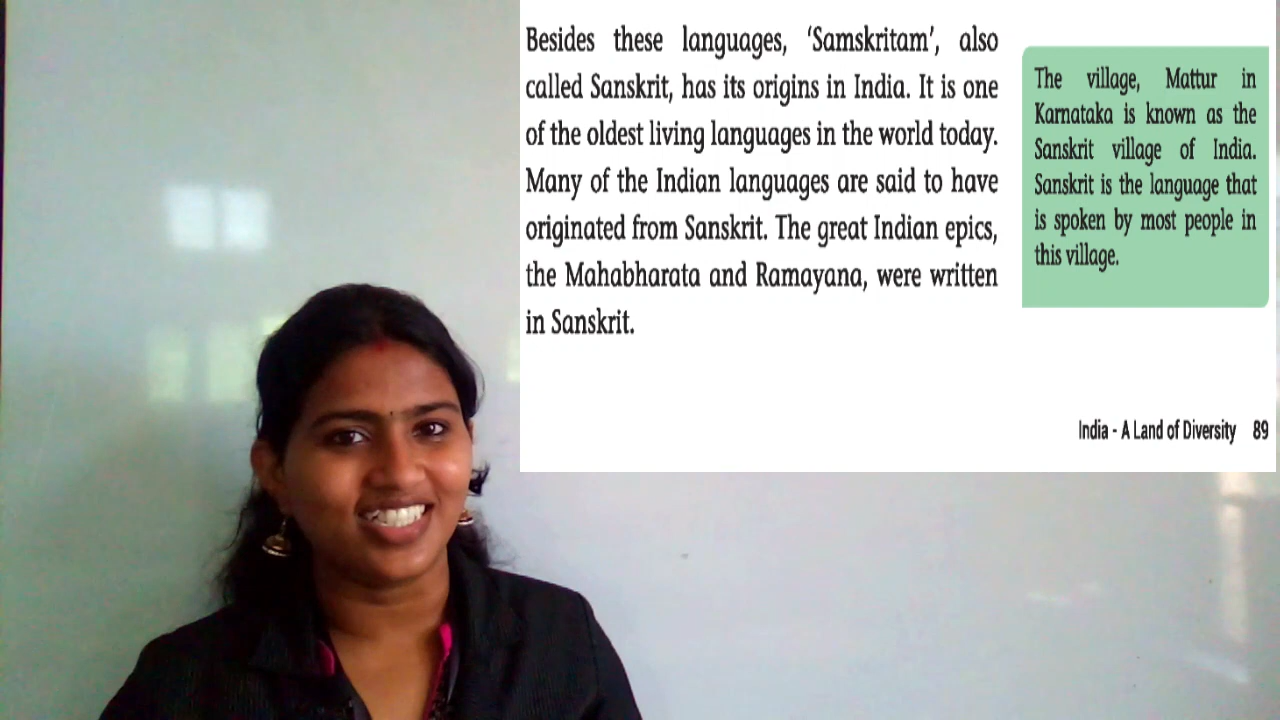 Besides these languages, ‘Samskritam’, also
called Sanskrit, has its origins in India. It is one
of the oldest living languages in the world today.
Many of the Indian languages are said to have
originated from Sanskrit. The great Indian epics,
the Mahabharata and Ramayana, were written
in Sanskrit.
The village, Mattur in
Karnataka is known as the
Sanskrit village of India.
Sanskrit is the language that
is spoken by most people in
this village.
India - A Land of Diversity 89